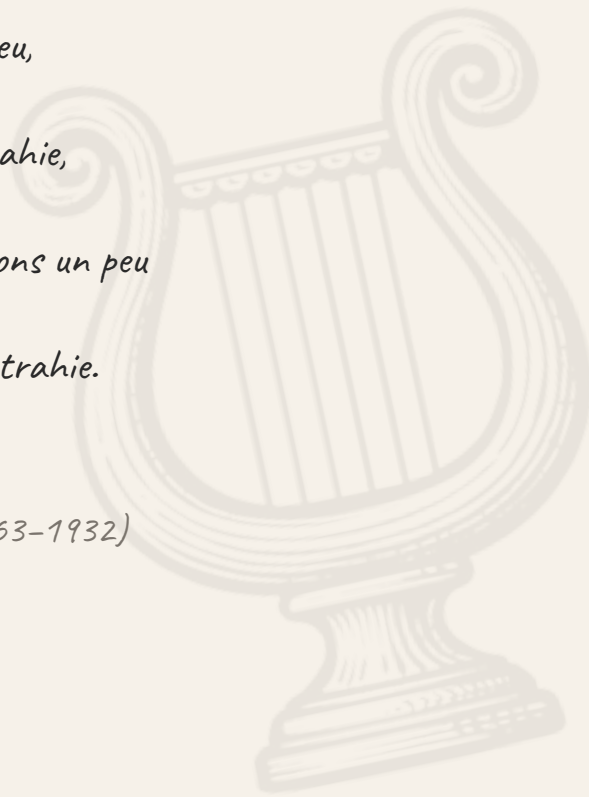 eu,
ahie,
ons un peu
trahie.
63–1932)